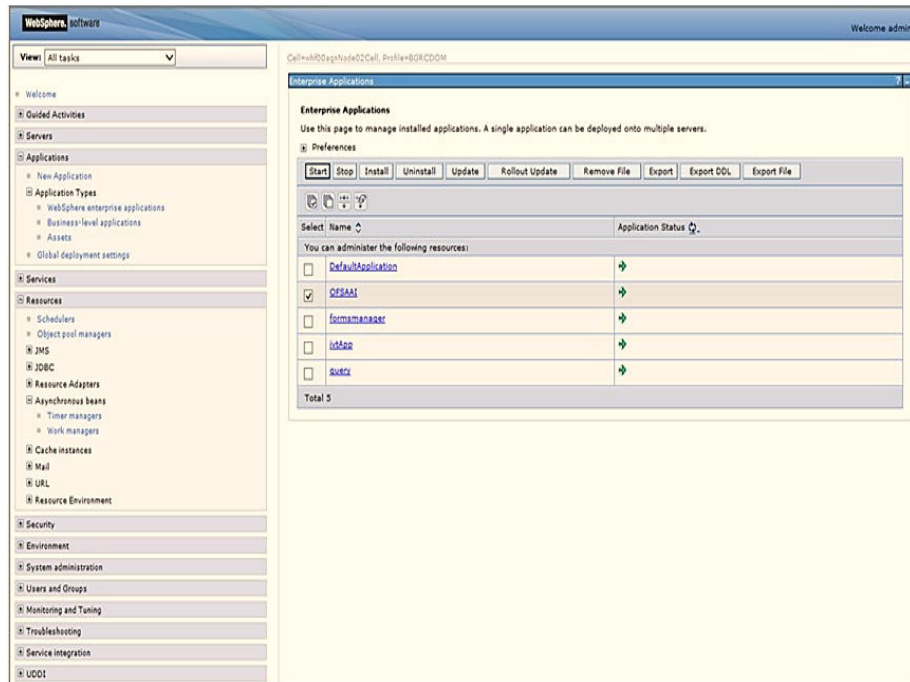 WebSphere. software
Welcome admin
View: All tasks
Cell=whf00aqnNode02Cell, Profile=BGRCDOM
Welcome
Guided Activities
Servers
Applications
New Application
Application Types
WebSphere enterprise applications
Business-level applications
Assets
Global deployment settings
Services
Resources
Schedulers
Object pool managers
JMS
JDBC
Resource Adapters
Asynchronous beans
Timer managers
Work managers
Cache instances
Mail
URL
Resource Environment
Security
Environment
System administration
Users and Groups
Monitoring and Tuning
Troubleshooting
Service integration
UDDI
Enterprise Applications ? _
Enterprise Applications
Use this page to manage installed applications. A single application can be deployed onto multiple servers.
Preferences
Start Stop Install Uninstall Update Rollout Update Remove File Export Export DDL Export File
Select Name Application Status
You can administer the following resources:
DefaultApplication
OFSAAI
formsmanager
ivtApp
query
Total 5